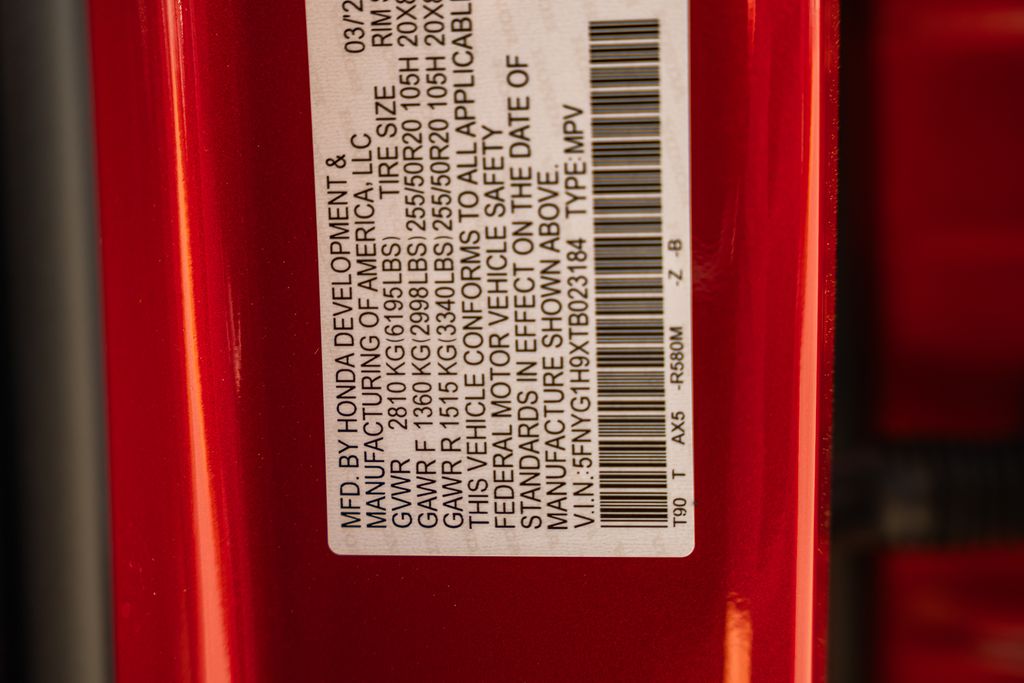 MFD. BY HONDA DEVELOPMENT & 03/'2
MANUFACTURING OF AMERICA, LLC
GVWR 2810 KG(6195LBS) TIRE SIZE RIM S
GAWR F 1360 KG(2998LBS) 255/50R20 105H 20X8
GAWR R 1515 KG(3340LBS) 255/50R20 105H 20X8
THIS VEHICLE CONFORMS TO ALL APPLICABL
FEDERAL MOTOR VEHICLE SAFETY
STANDARDS IN EFFECT ON THE DATE OF
MANUFACTURE SHOWN ABOVE.
V.I.N.:5FNYG1H9XTB023184 TYPE:MPV
T90 T AX5 -R580M -Z -B